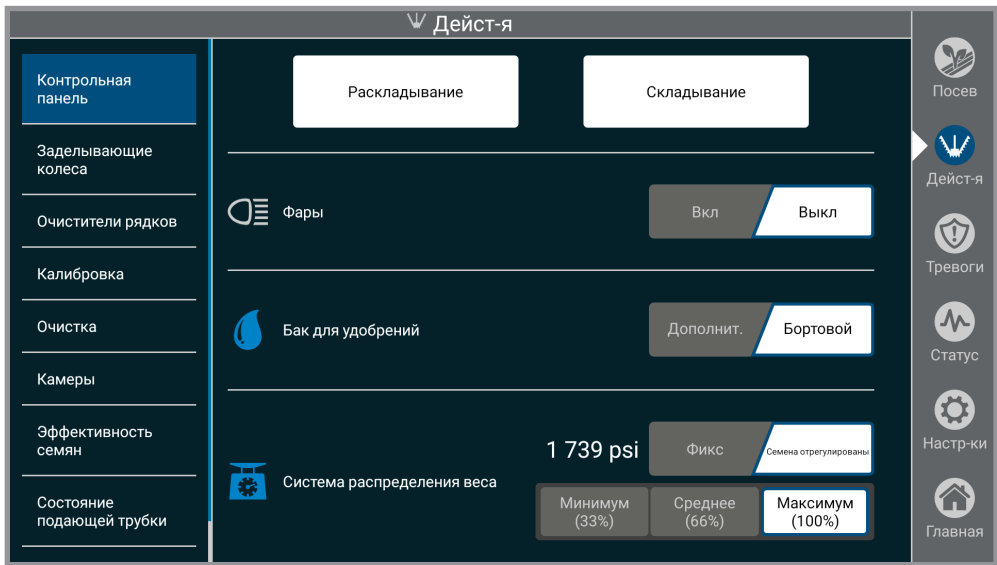 Дейст-я
Контрольная
панель
Заделывающие
колеса
Очистители рядков
Калибровка
Очистка
Камеры
Эффективность
семян
Состояние
подающей трубки
Раскладывание
Складывание
Фары
Вкл
Выкл
Бак для удобрений
Дополнит.
Бортовой
Система распределения веса
1 739 psi
Фикс
Семена отрегулированы
Минимум
(33%)
Среднее
(66%)
Максимум
(100%)
Посев
Дейст-я
Тревоги
Статус
Настр-ки
Главная